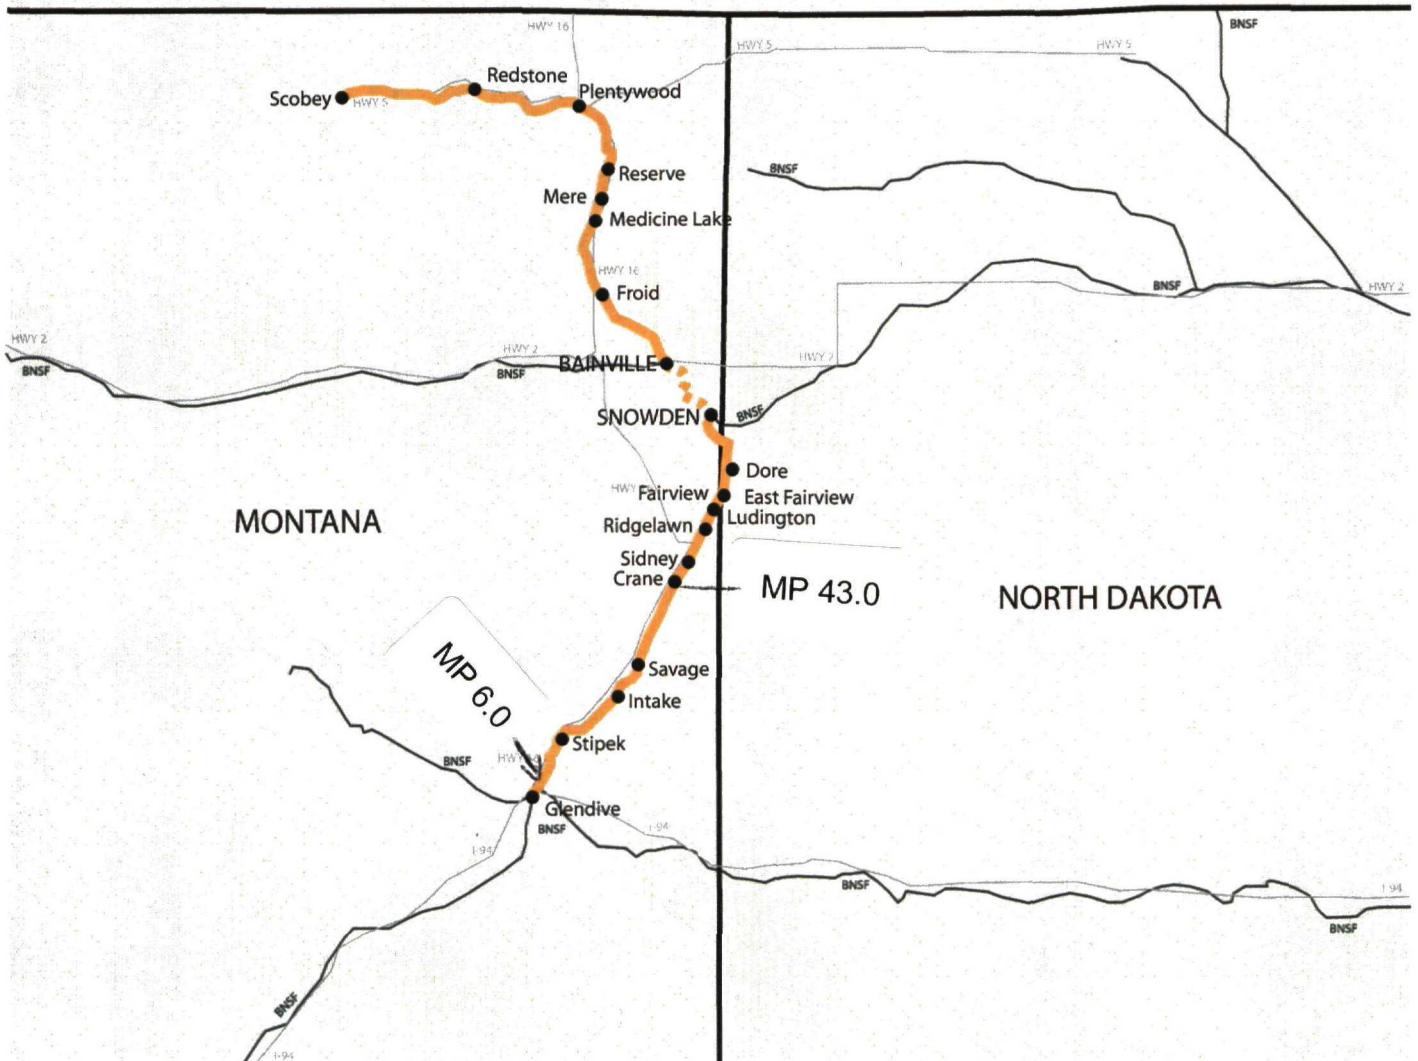 HWY 16
BNSF
HWY 5
HWY 5
Redstone
Plentywood
Scobey
HWY 5
BNSF
Reserve
Mere
Medicine Lake
HWY 16
BNSF
HWY 2
Froid
HWY 2
HWY 2
HWY 2
BNSF
BNSF
BAINVILLE
SNOWDEN
BNSF
Dore
HWY
Fairview
East Fairview
Ludington
MONTANA
Ridgelawn
Sidney
Crane
MP 43.0
NORTH DAKOTA
MP 6.0
Savage
Intake
Stipek
BNSF
HWY 16
Glendive
BNSF
I-94
I-94
BNSF
I 94
BNSF
BNSF
I-94